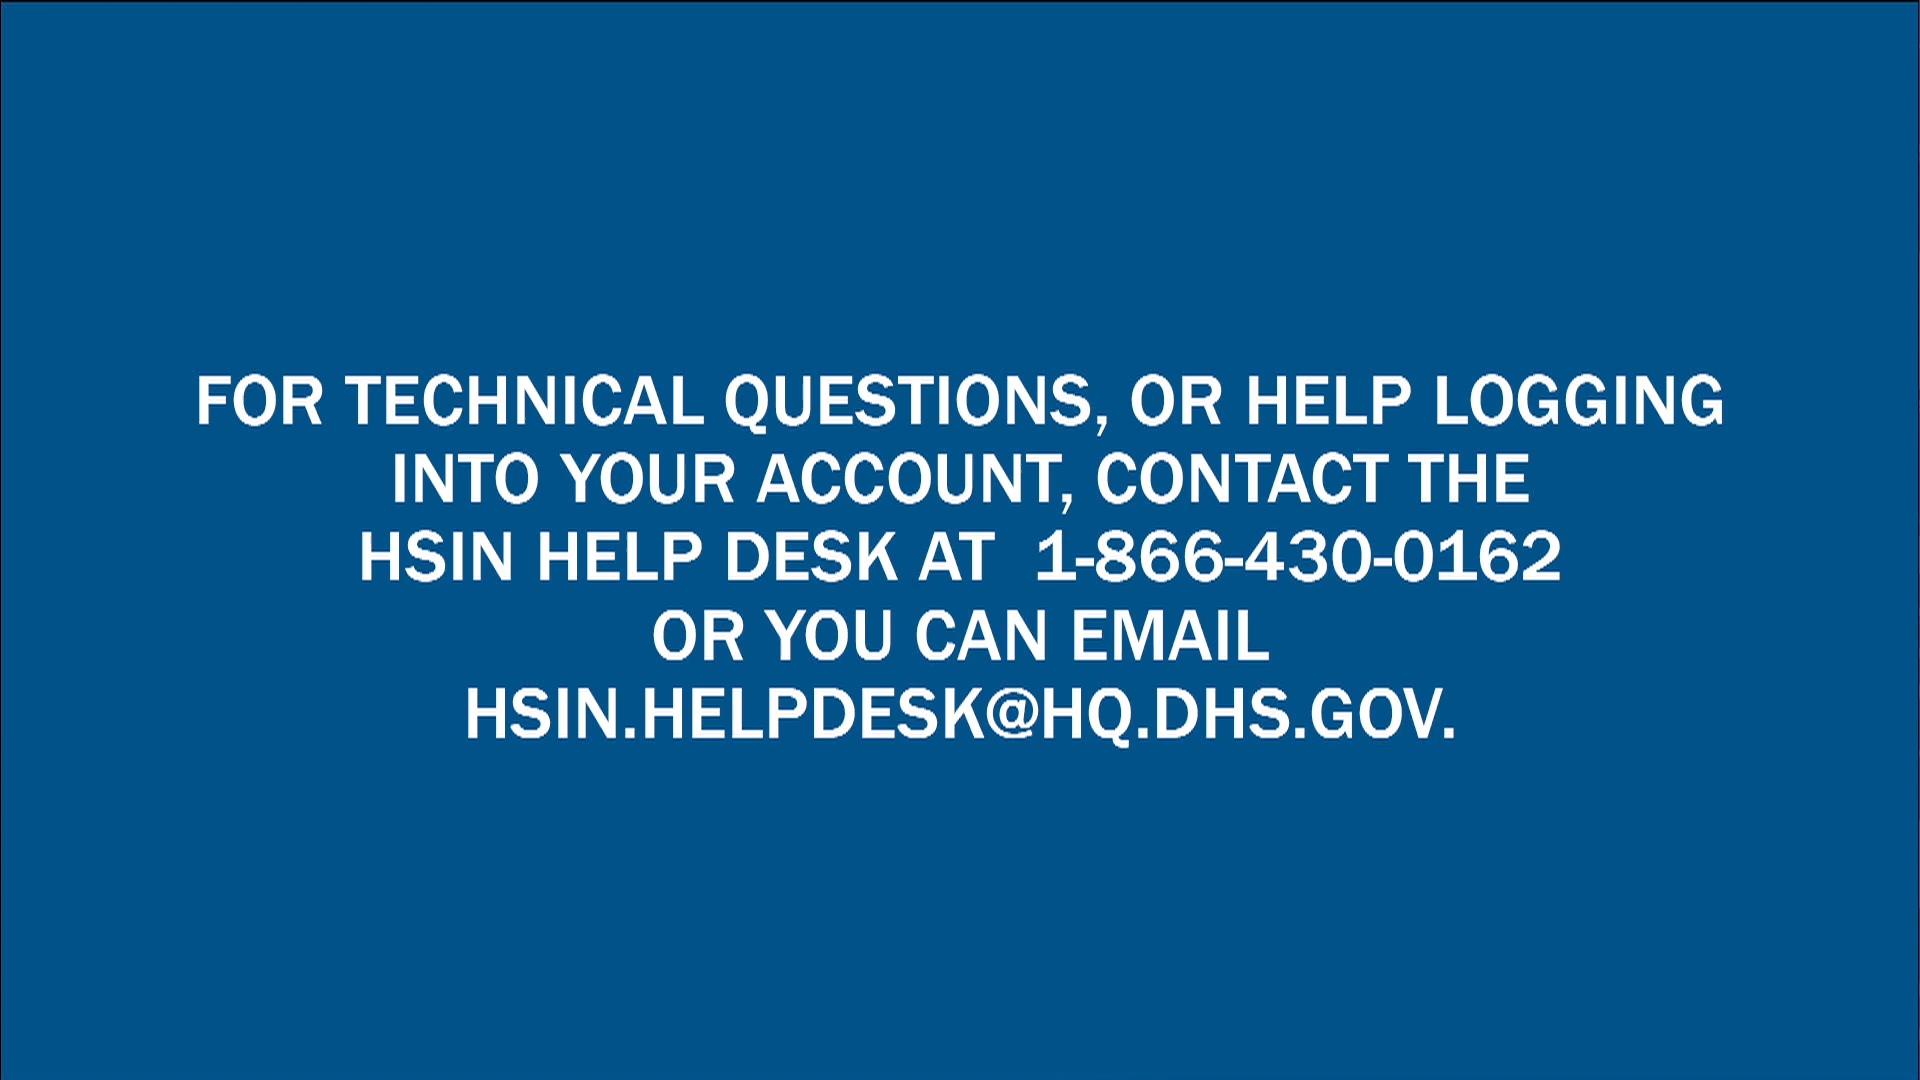 FOR TECHNICAL QUESTIONS, OR HELP LOGGING
INTO YOUR ACCOUNT, CONTACT THE
HSIN HELP DESK AT  1-866-430-0162
OR YOU CAN EMAIL
HSIN.HELPDESK@HQ.DHS.GOV.